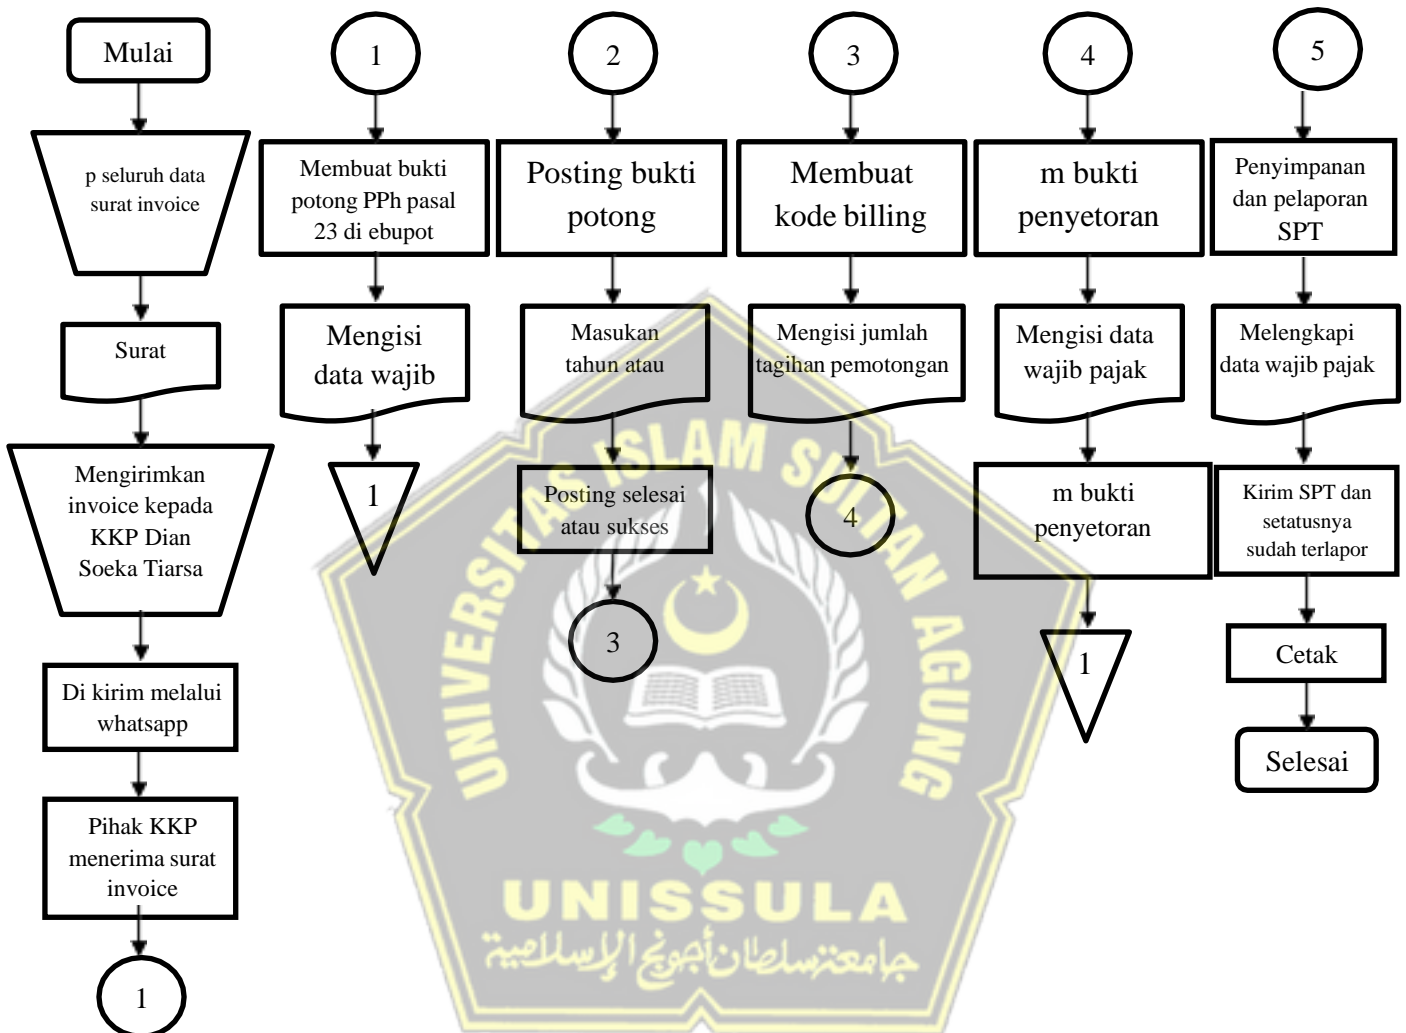 Mulai
p seluruh data
surat invoice
Surat
Mengirimkan
invoice kepada
KKP Dian
Soeka Tiarsa
Di kirim melalui
whatsapp
Pihak KKP
menerima surat
invoice
1
1
Membuat bukti
potong PPh pasal
23 di ebupot
Mengisi
data wajib
1
2
Posting bukti
potong
Masukan
tahun atau
Posting selesai
atau sukses
3
3
Membuat
kode billing
Mengisi jumlah
tagihan pemotongan
4
4
m bukti
penyetoran
Mengisi data
wajib pajak
m bukti
penyetoran
1
5
Penyimpanan
dan pelaporan
SPT
Melengkapi
data wajib pajak
Kirim SPT dan
setatusnya
sudah terlapor
Cetak
Selesai
UNIVERSITAS ISLAM SULTAN AGUNG
UNISSULA
جامعة سلطان أجونج الإسلامية